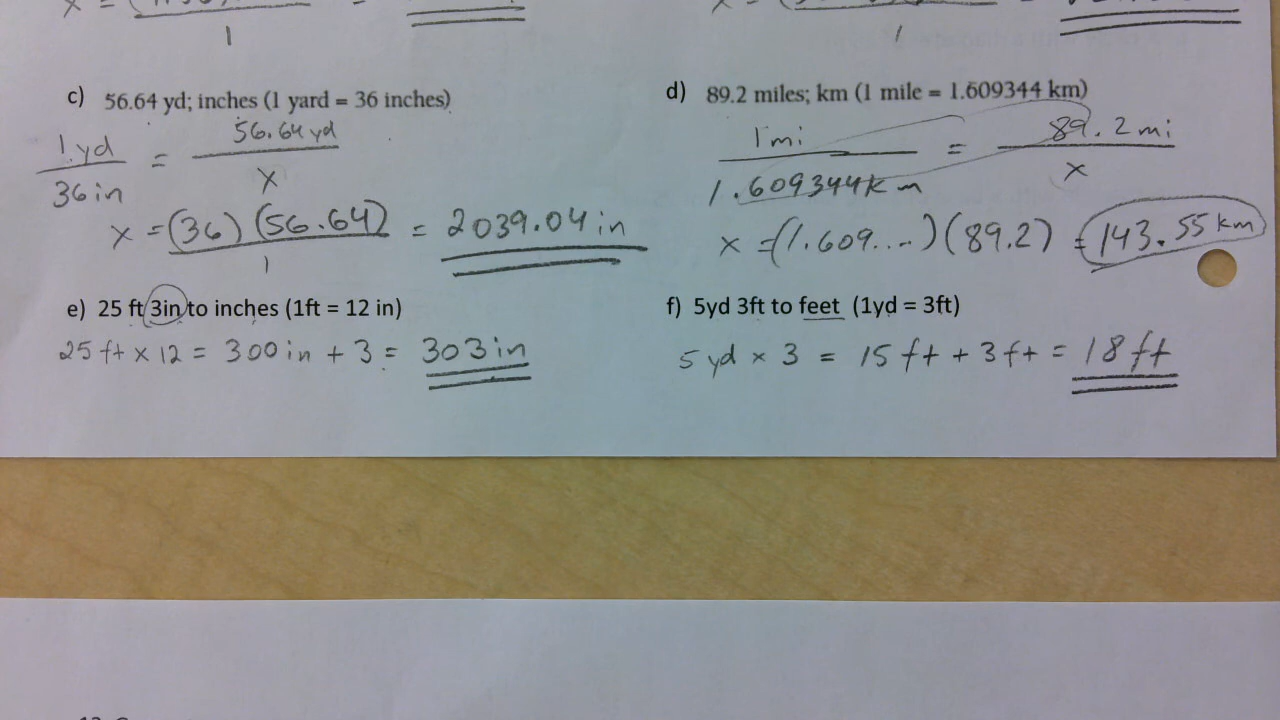 c) 56.64 yd; inches (1 yard = 36 inches)
1 yd / 36 in = 56.64 yd / x
x = (36) (56.64) / 1 = 2039.04 in
d) 89.2 miles; km (1 mile = 1.609344 km)
1 mi / 1.609344 km = 89.2 mi / x
x = (1.609....) (89.2) = 143.55 km
e) 25 ft 3in to inches (1ft = 12 in)
25 ft x 12 = 300 in + 3 = 303 in
f) 5yd 3ft to feet (1yd = 3ft)
5 yd x 3 = 15 ft + 3 ft = 18 ft